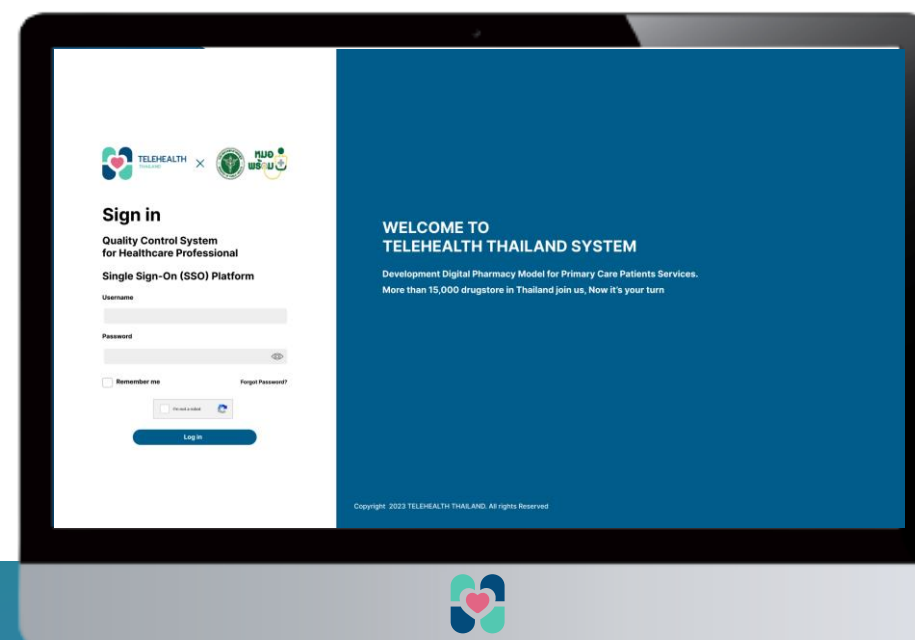 TELEHEALTH
THAILAND
×
หมอ
พร้อม
Sign in
Quality Control System
for Healthcare Professional
Single Sign-On (SSO) Platform
Username
Password
Remember me
Forgot Password?
I'm not a robot
Log in
WELCOME TO
TELEHEALTH THAILAND SYSTEM
Development Digital Pharmacy Model for Primary Care Patients Services.
More than 15,000 drugstore in Thailand join us, Now it's your turn
Copyright 2023 TELEHEALTH THAILAND. All rights Reserved